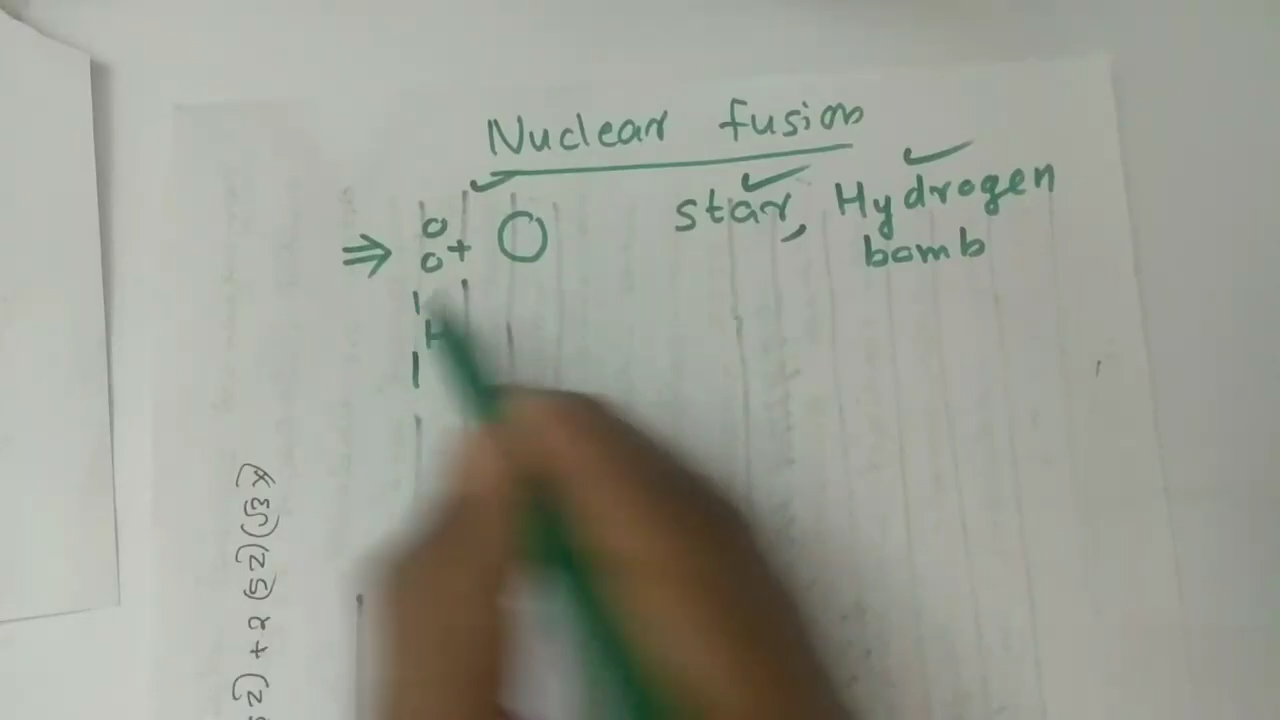 Nuclear fusion
star, Hydrogen
bomb
⇒ o
o + O
H